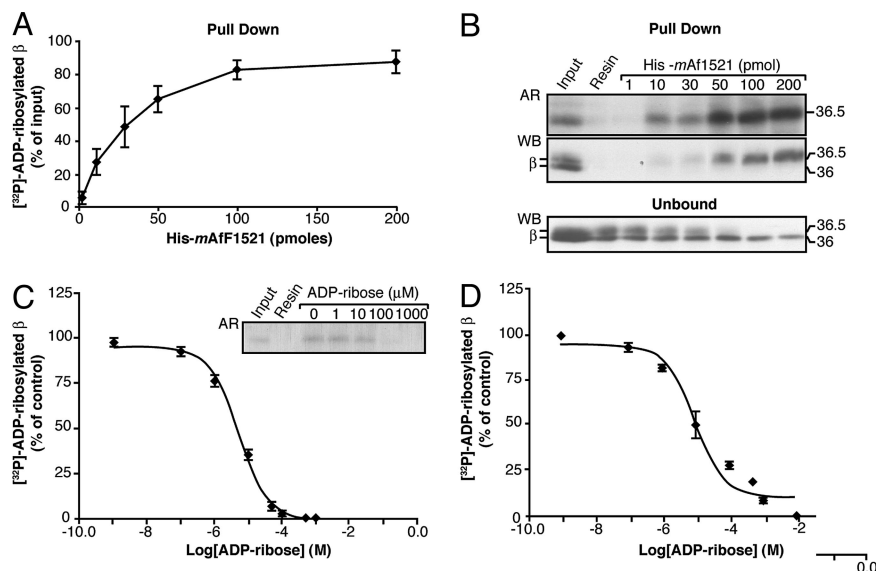 A
Pull Down
[³²P]-ADP-ribosylated β
(% of Input)
100
80
60
40
20
0
0 50 100 150 200
His-mAfF1521 (pmoles)
B
Pull Down
Input
Resin
His -mAf1521 (pmol)
1 10 30 50 100 200
AR
36.5
WB
β
36.5
36
Unbound
WB
β
36.5
36
C
[³²P]-ADP-ribosylated β
(% of control)
125
100
75
50
25
0
-10.0 -8 -6 -4 -2 0.0
Log[ADP-ribose] (M)
Input
Resin
ADP-ribose (μM)
0 1 10 100 1000
AR
D
[³²P]-ADP-ribosylated β
(% of control)
125
100
75
50
25
0
-10.0 -8 -6 -4 -2
Log[ADP-ribose] (M)
0.0